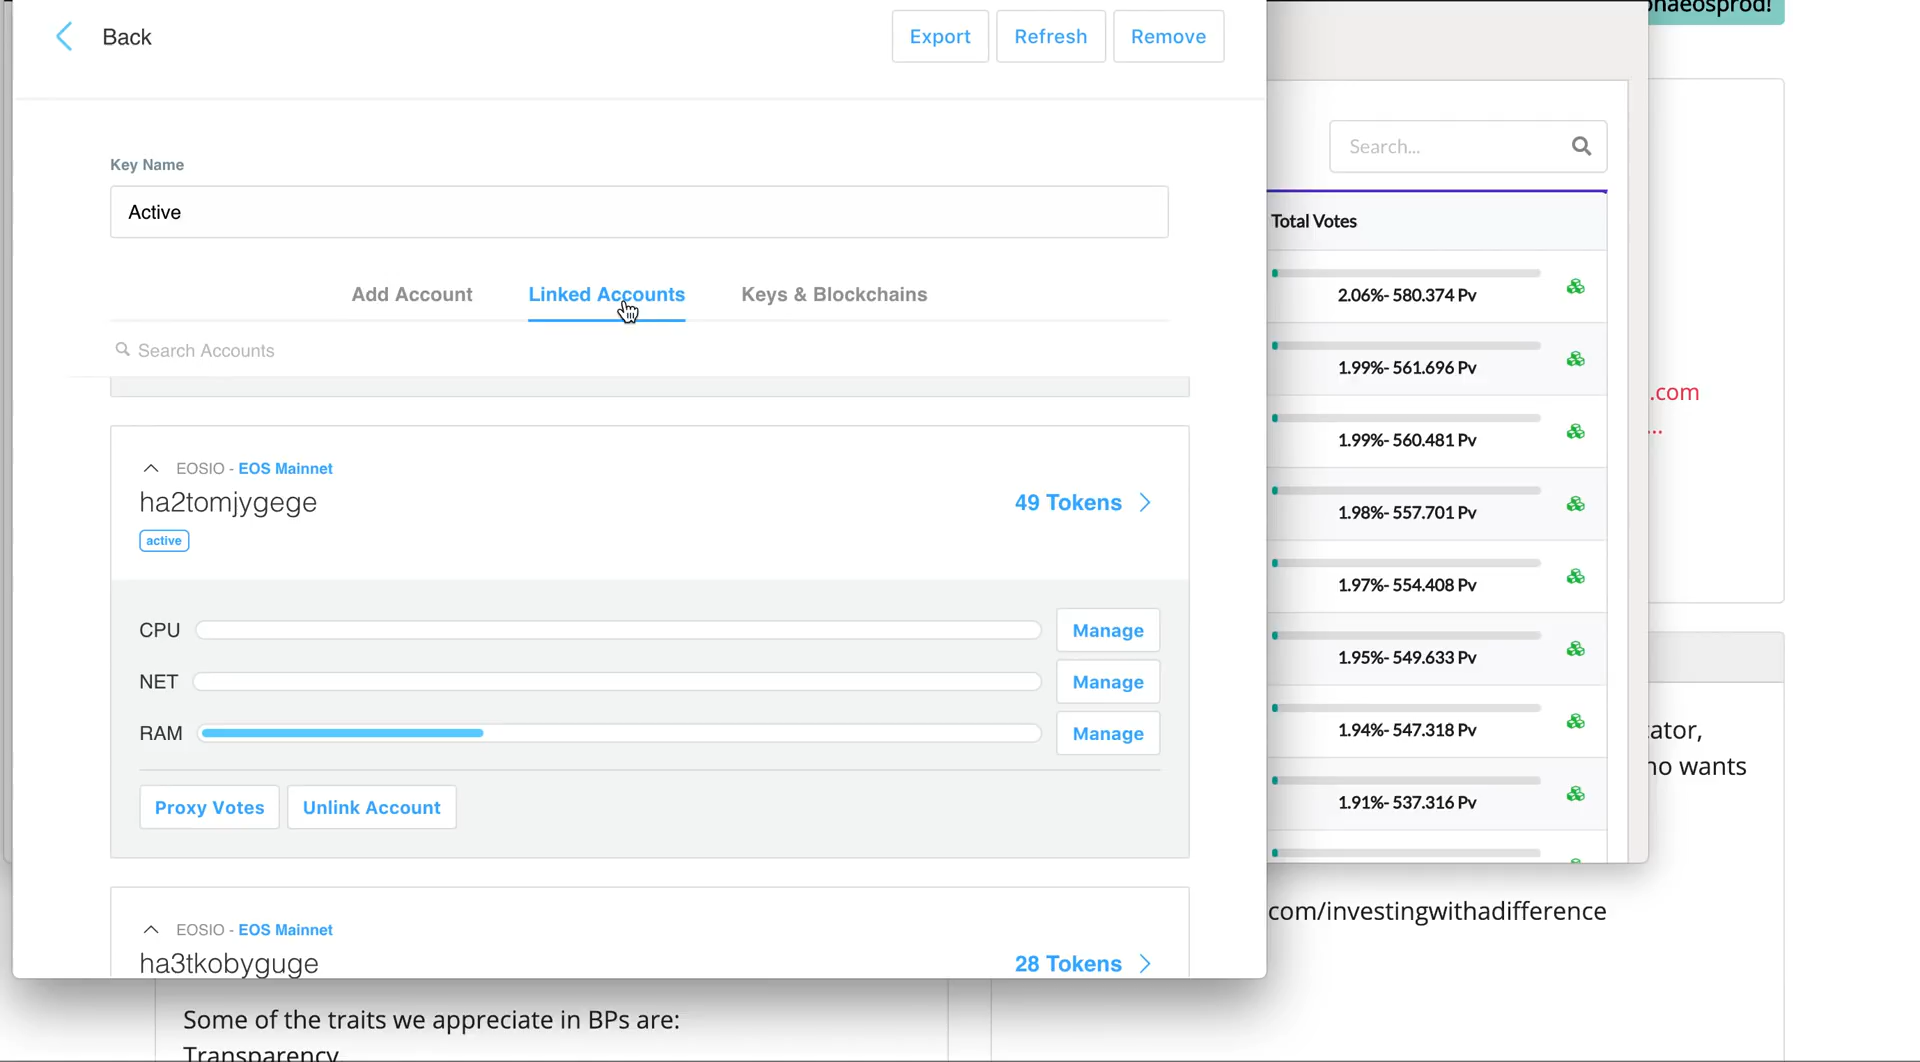 Back
Export
Refresh
Remove
Key Name
Active
Add Account
Linked Accounts
Keys & Blockchains
Search Accounts
EOSIO - EOS Mainnet
ha2tomjygege
49 Tokens
active
CPU
Manage
NET
Manage
RAM
Manage
Proxy Votes
Unlink Account
EOSIO - EOS Mainnet
ha3tkobyguge
28 Tokens
Search...
Total Votes
2.06%- 580.374 Pv
1.99%- 561.696 Pv
1.99%- 560.481 Pv
1.98%- 557.701 Pv
1.97%- 554.408 Pv
1.95%- 549.633 Pv
1.94%- 547.318 Pv
1.91%- 537.316 Pv
haeosprod!
.com
...
ator,
no wants
com/investingwithadifference
Some of the traits we appreciate in BPs are:
Transparency